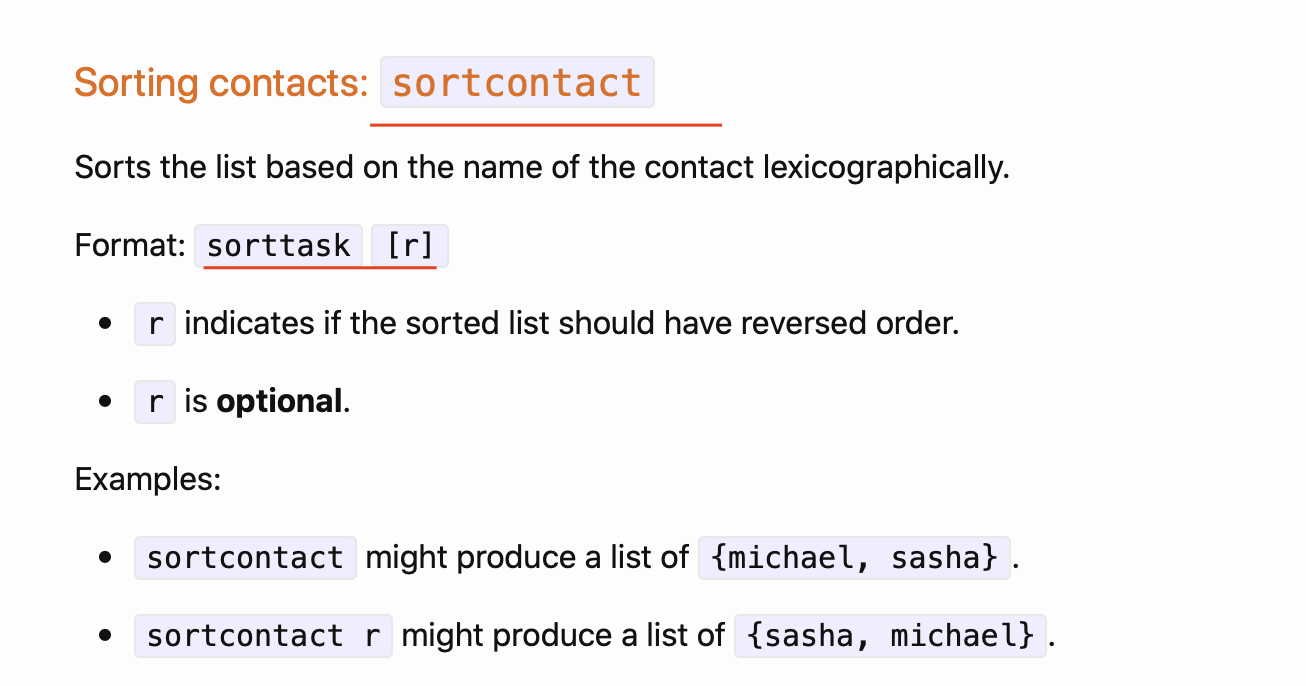 Sorting contacts: sortcontact
Sorts the list based on the name of the contact lexicographically.
Format: sorttask [r]
• r indicates if the sorted list should have reversed order.
• r is optional.
Examples:
• sortcontact might produce a list of {michael, sasha}.
• sortcontact r might produce a list of {sasha, michael}.